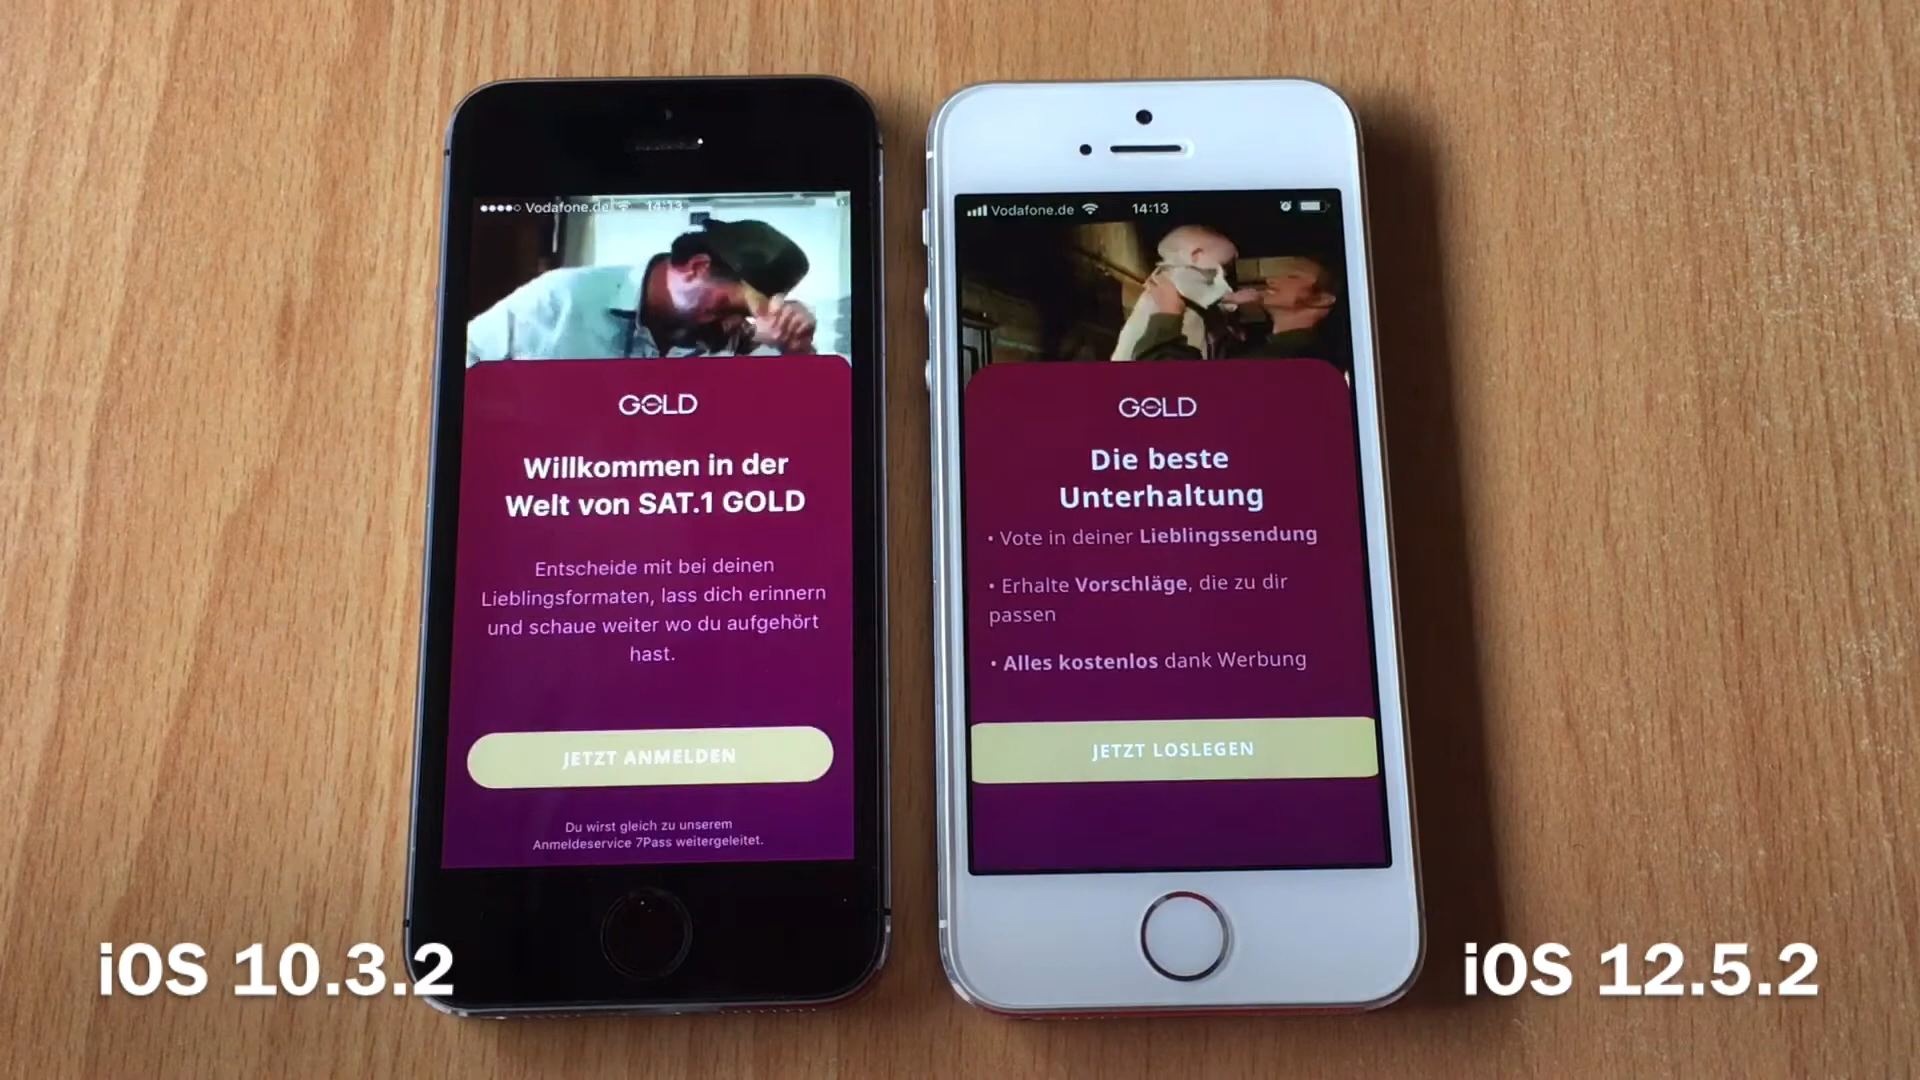 Vodafone.de 14:13
GOLD
Willkommen in der
Welt von SAT.1 GOLD
Entscheide mit bei deinen
Lieblingsformaten, lass dich erinnern
und schaue weiter wo du aufgehört
hast.
JETZT ANMELDEN
Du wirst gleich zu unserem
Anmeldeservice 7Pass weitergeleitet.
iOS 10.3.2
Vodafone.de 14:13
GOLD
Die beste
Unterhaltung
• Vote in deiner Lieblingssendung
• Erhalte Vorschläge, die zu dir
passen
• Alles kostenlos dank Werbung
JETZT LOSLEGEN
iOS 12.5.2